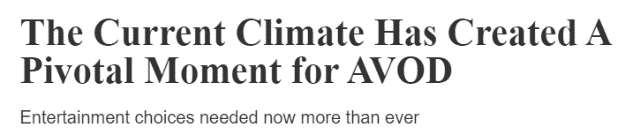 The Current Climate Has Created A
Pivotal Moment for AVOD
Entertainment choices needed now more than ever